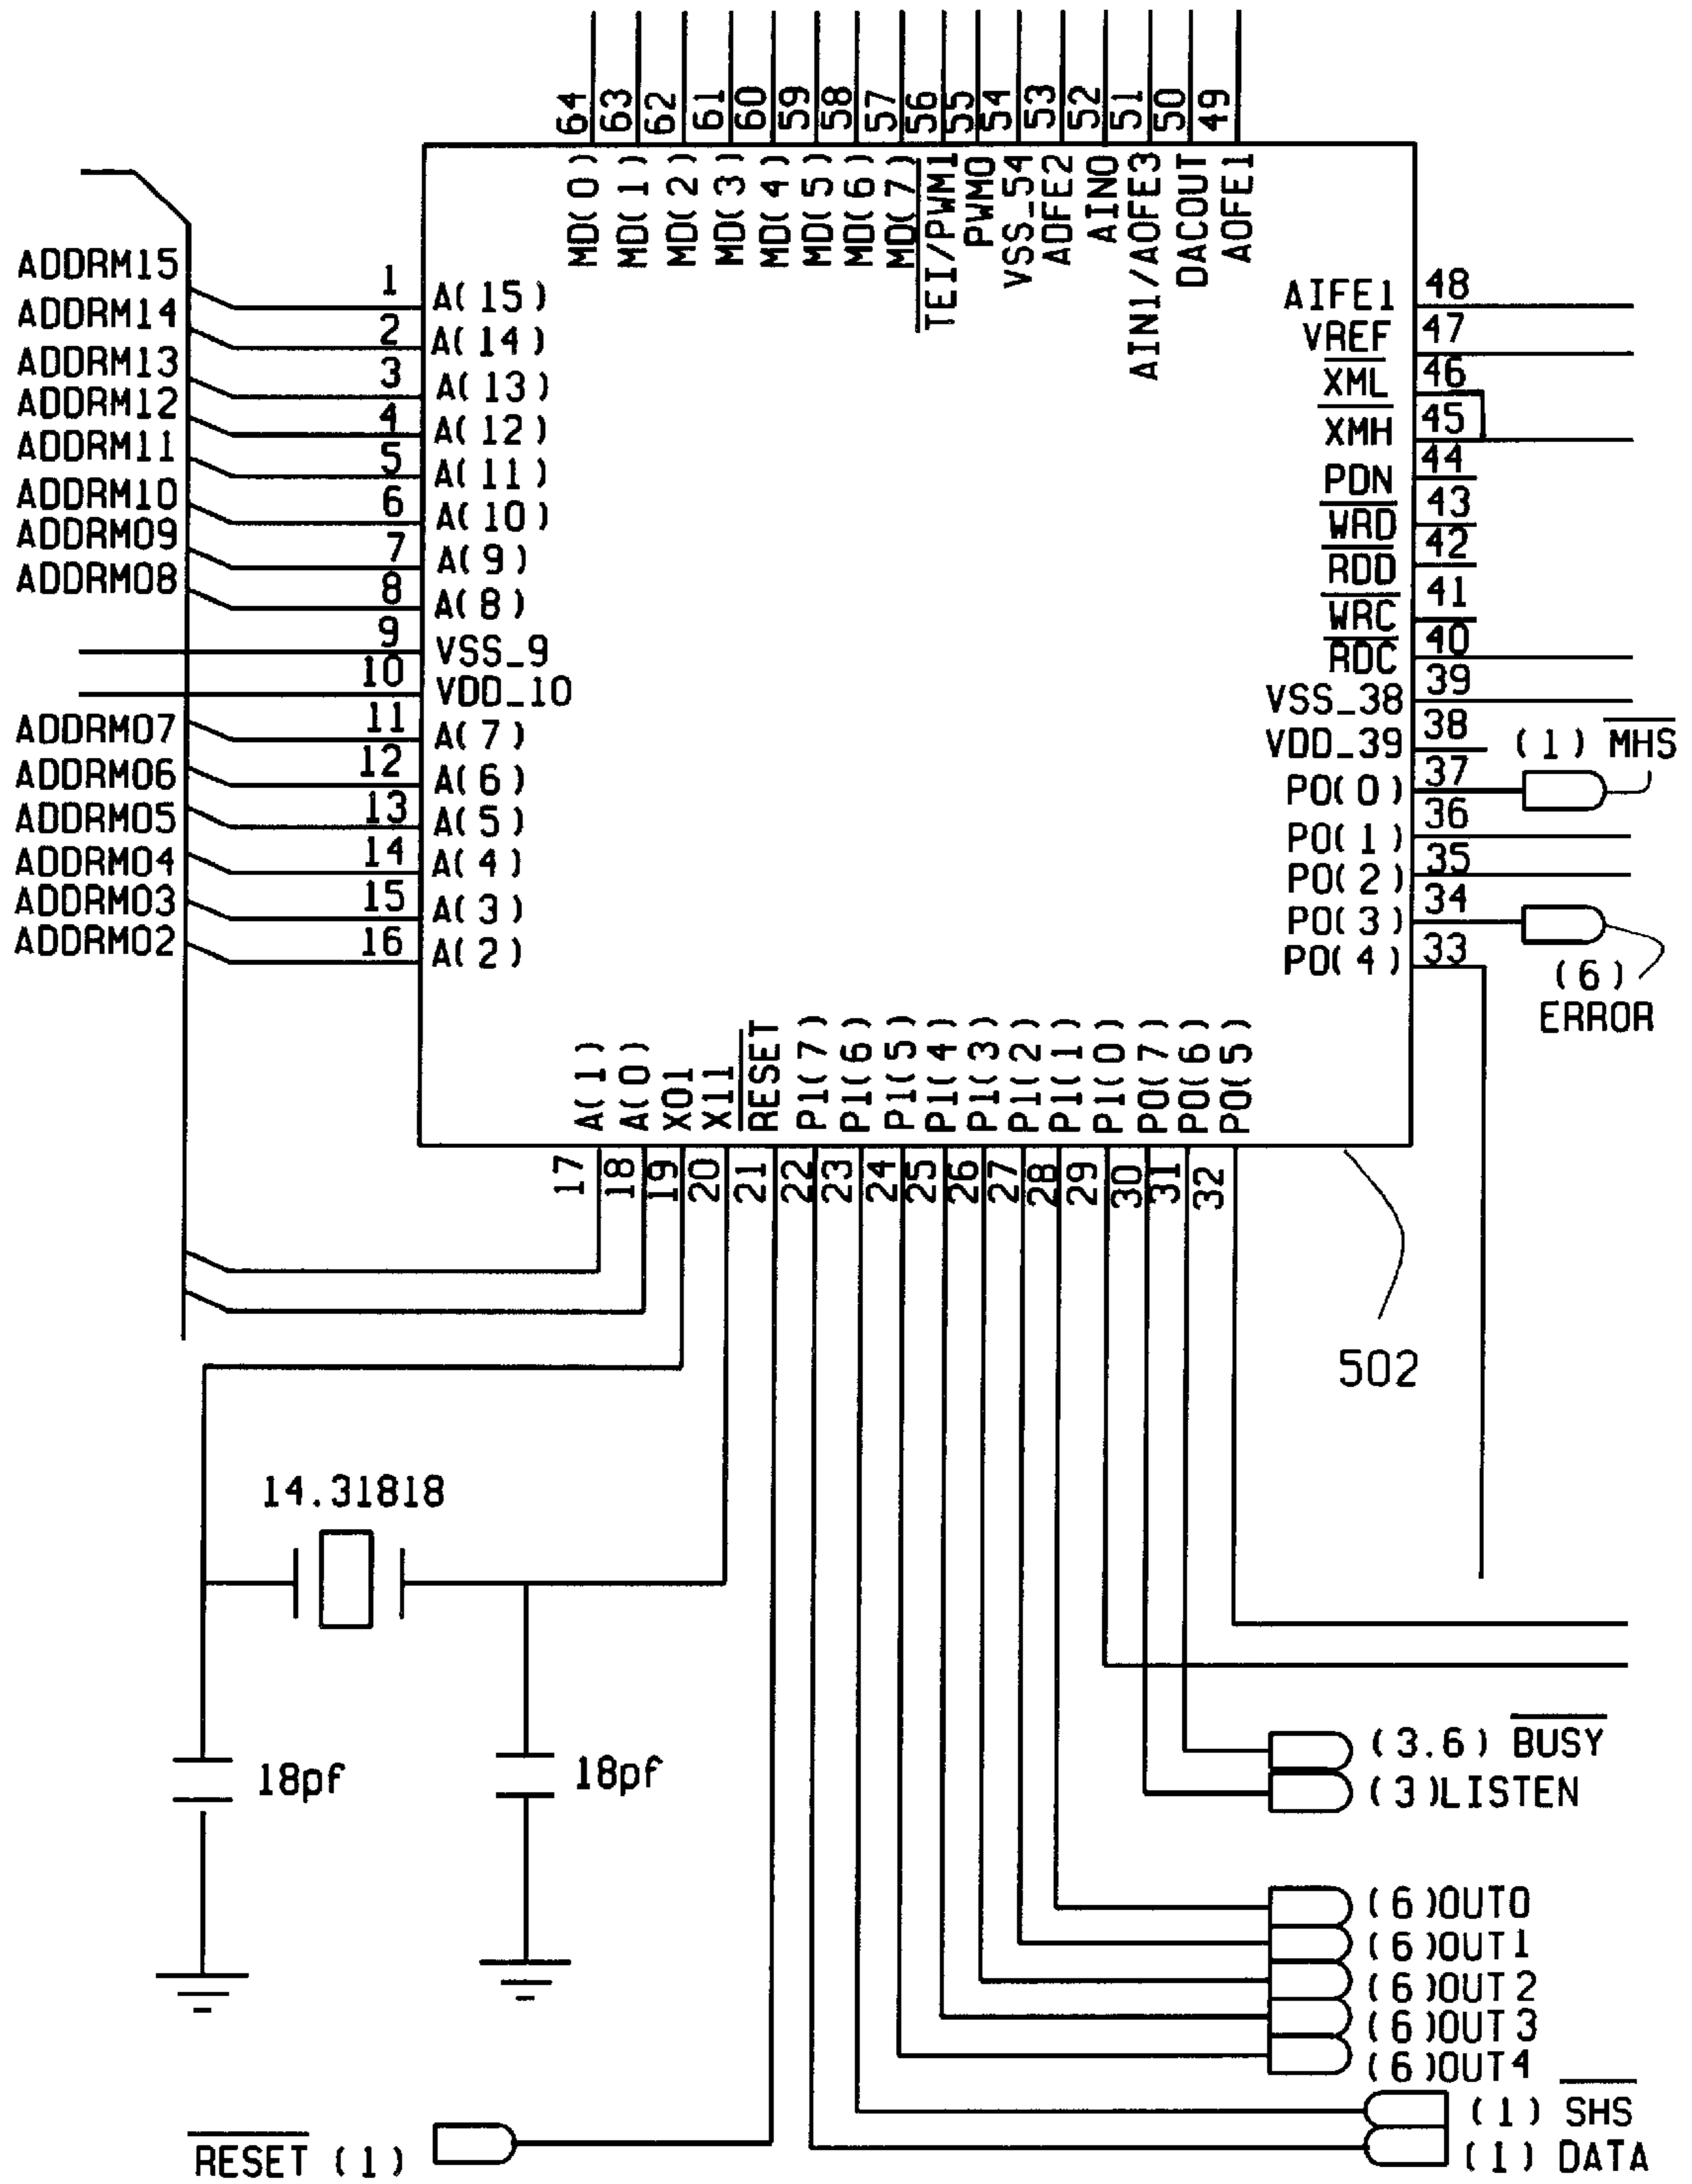 64 63 62 61 60 59 58 57 56 55 54 53 52 51 50 49
MD(0) MD(1) MD(2) MD(3) MD(4) MD(5) MD(6) MD(7) TEI/PWM1 PWM0 VSS_54 AOFE2 AIN0 AIN1/AOFE3 DACOUT AOFE1
ADDRM15 1 A(15)
ADDRM14 2 A(14)
ADDRM13 3 A(13)
ADDRM12 4 A(12)
ADDRM11 5 A(11)
ADDRM10 6 A(10)
ADDRM09 7 A(9)
ADDRM08 8 A(8)
9 VSS_9
10 VDD_10
ADDRM07 11 A(7)
ADDRM06 12 A(6)
ADDRM05 13 A(5)
ADDRM04 14 A(4)
ADDRM03 15 A(3)
ADDRM02 16 A(2)
AIFE1 48
VREF 47
XML 46
XMH 45
PDN 44
WRD 43
RDD 42
WRC 41
RDC 40
VSS_38 39
VDD_39 38
P0(0) 37 (1) MHS
P0(1) 36
P0(2) 35
P0(3) 34
P0(4) 33
(6)
ERROR
A(1) A(0) X01 X11 RESET P1(7) P1(6) P1(5) P1(4) P1(3) P1(2) P1(1) P1(0) P0(7) P0(6) P0(5)
17 18 19 20 21 22 23 24 25 26 27 28 29 30 31 32
502
14.31818
18pf
18pf
(3.6) BUSY
(3)LISTEN
(6)OUT0
(6)OUT1
(6)OUT2
(6)OUT3
(6)OUT4
(1) SHS
(1) DATA
RESET (1)